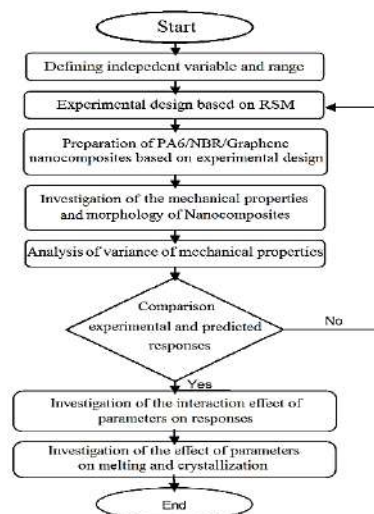 Start
Defining indepedent variable and range
Experimental design based on RSM
Preparation of PA6/NBR/Graphene
nanocomposites based on experimental design
Investigation of the mechanical properties
and morphology of Nanocomposites
Analysis of variance of mechanical properties
Comparison
experimental and predicted
responses
No
Yes
Investigation of the interaction effect of
parameters on responses
Investigation of the effect of parameters
on melting and crystallization
End